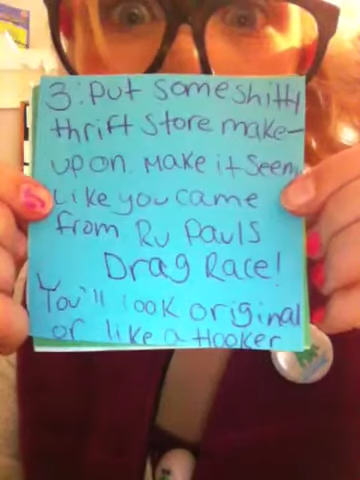 3: Put some shitty
thrift store make-
up on. Make it seem
Like you came
from Ru Pauls
Drag Race!
You'll look original
or like a Hooker